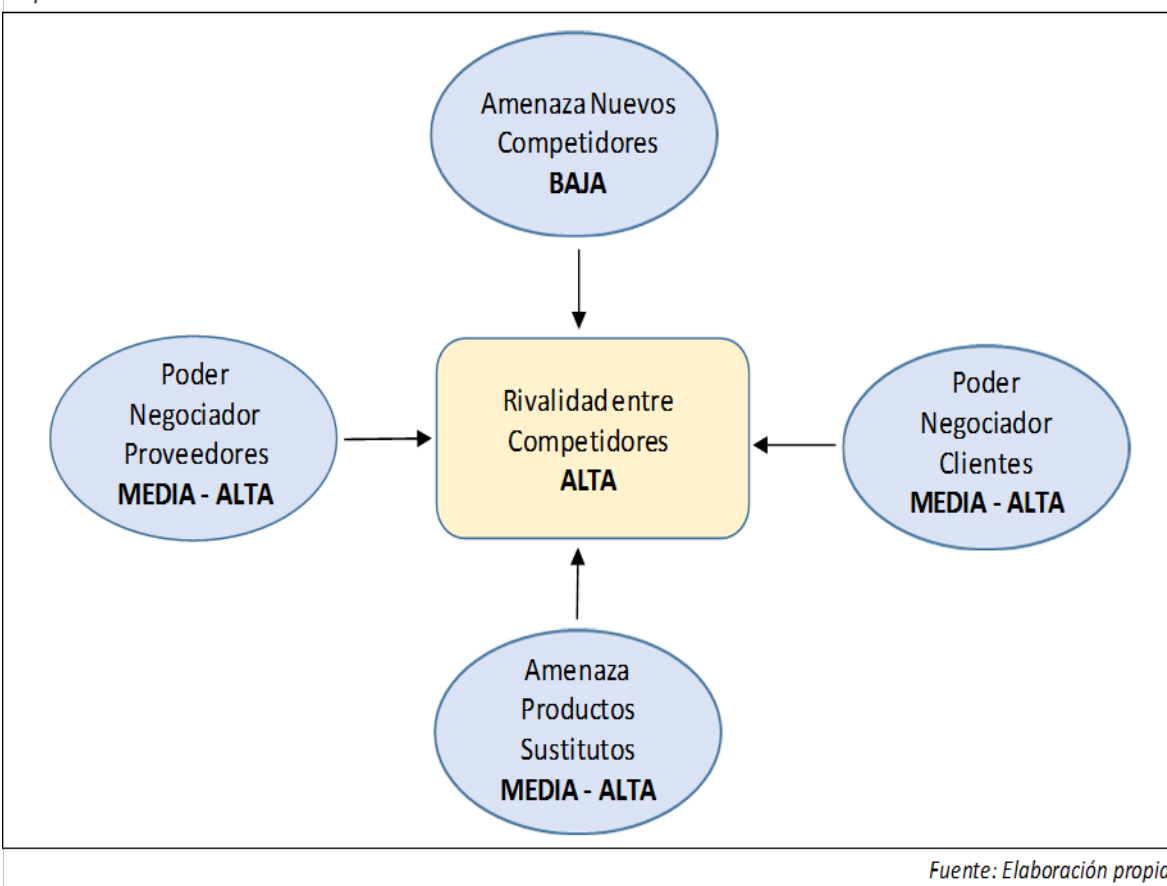 Amenaza Nuevos
Competidores
BAJA
Poder
Negociador
Proveedores
MEDIA - ALTA
Rivalidad entre
Competidores
ALTA
Poder
Negociador
Clientes
MEDIA - ALTA
Amenaza
Productos
Sustitutos
MEDIA - ALTA
Fuente: Elaboración propia